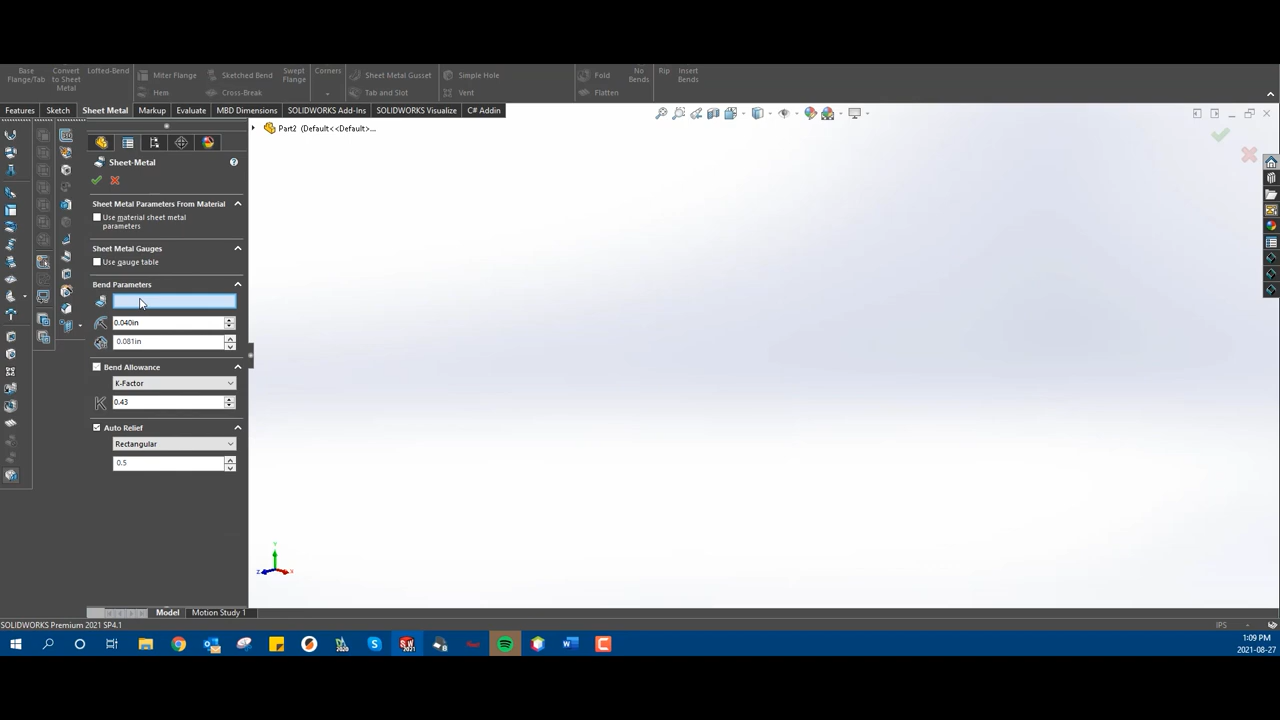 Base Flange/Tab
Convert to Sheet Metal
Lofted-Bend
Miter Flange
Hem
Sketched Bend
Cross-Break
Swept Flange
Corners
Sheet Metal Gusset
Tab and Slot
Simple Hole
Vent
Fold
Flatten
No Bends
Rip
Insert Bends
Features
Sketch
Sheet Metal
Markup
Evaluate
MBD Dimensions
SOLIDWORKS Add-Ins
SOLIDWORKS Visualize
C# Addin
Part2 (Default<<Default>...
Sheet-Metal
Sheet Metal Parameters From Material
Use material sheet metal
parameters
Sheet Metal Gauges
Use gauge table
Bend Parameters
0.040in
0.081in
Bend Allowance
K-Factor
K
0.43
Auto Relief
Rectangular
0.5
Y
Z
X
Model
Motion Study 1
SOLIDWORKS Premium 2021 SP4.1
IPS
1:09 PM
2021-08-27